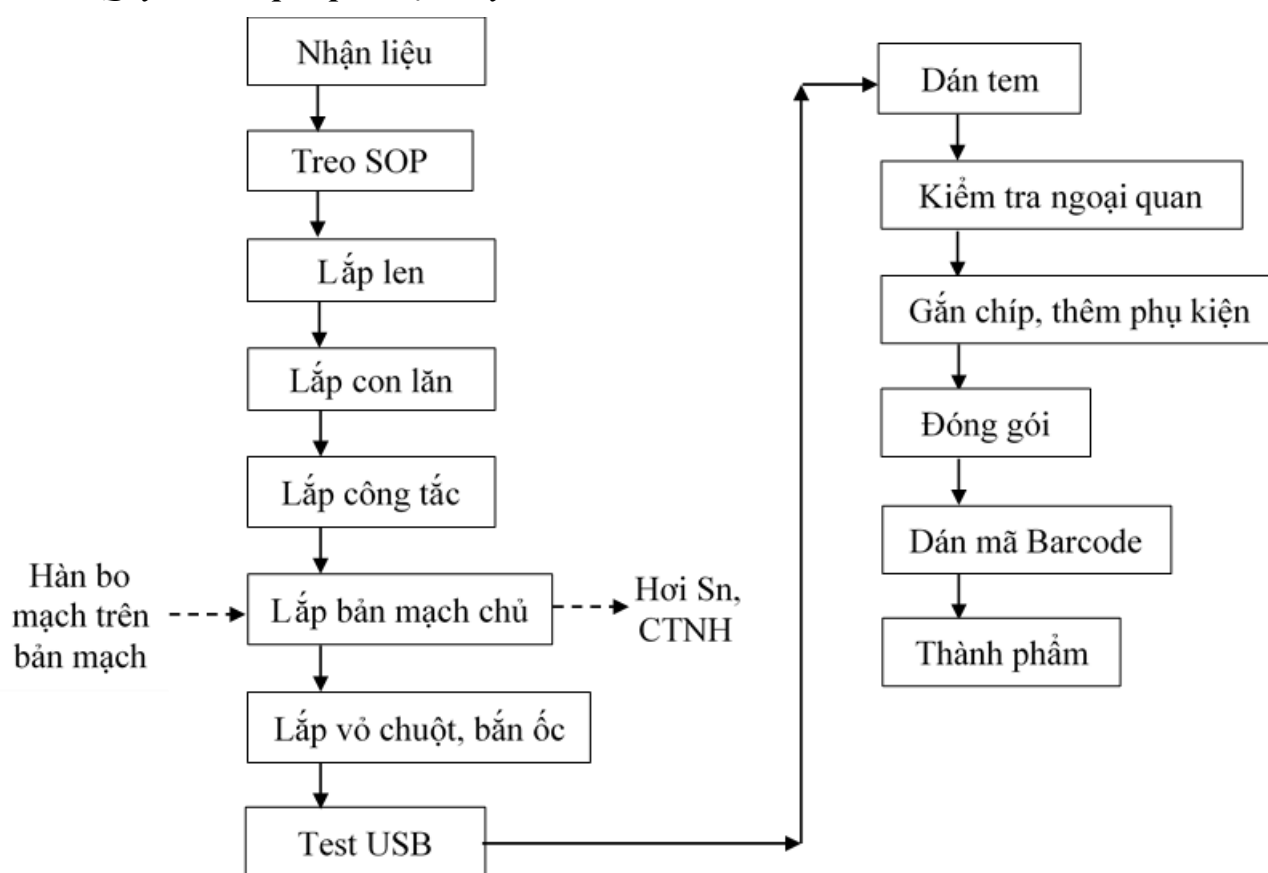 Nhận liệu
Treo SOP
Lắp len
Lắp con lăn
Lắp công tắc
Hàn bo
mạch trên
bản mạch
Lắp bản mạch chủ
Hơi Sn,
CTNH
Lắp vỏ chuột, bắn ốc
Test USB
Dán tem
Kiểm tra ngoại quan
Gắn chíp, thêm phụ kiện
Đóng gói
Dán mã Barcode
Thành phẩm